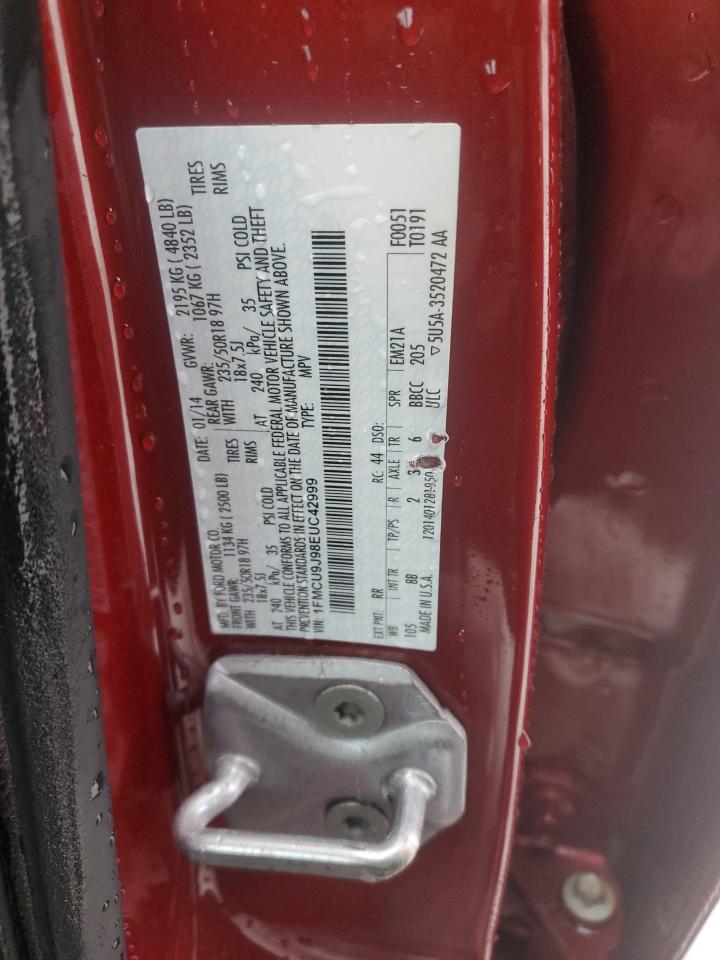 MFD. BY FORD MOTOR CO. DATE: 01/14 GVWR: 2195 KG ( 4840 LB)
FRONT GAWR: 1134 KG ( 2500 LB) REAR GAWR: 1067 KG ( 2352 LB)
WITH 235/50R18 97H TIRES WITH 235/50R18 97H TIRES
18x7.5J RIMS 18x7.5J RIMS
AT 240 kPa/ 35 PSI COLD AT 240 kPa/ 35 PSI COLD
THIS VEHICLE CONFORMS TO ALL APPLICABLE FEDERAL MOTOR VEHICLE SAFETY AND THEFT
PREVENTION STANDARDS IN EFFECT ON THE DATE OF MANUFACTURE SHOWN ABOVE.
VIN: 1FMCU9J98EUC42999 TYPE: MPV
EXT PNT: RR RC: 44 DSO: F0051
WB INT TR TP/PS R AXLE TR SPR EM21A T0191
105 8B 2 3 6 BBCC 205
MADE IN U.S.A. ULC ▽5U5A-3520472 AA